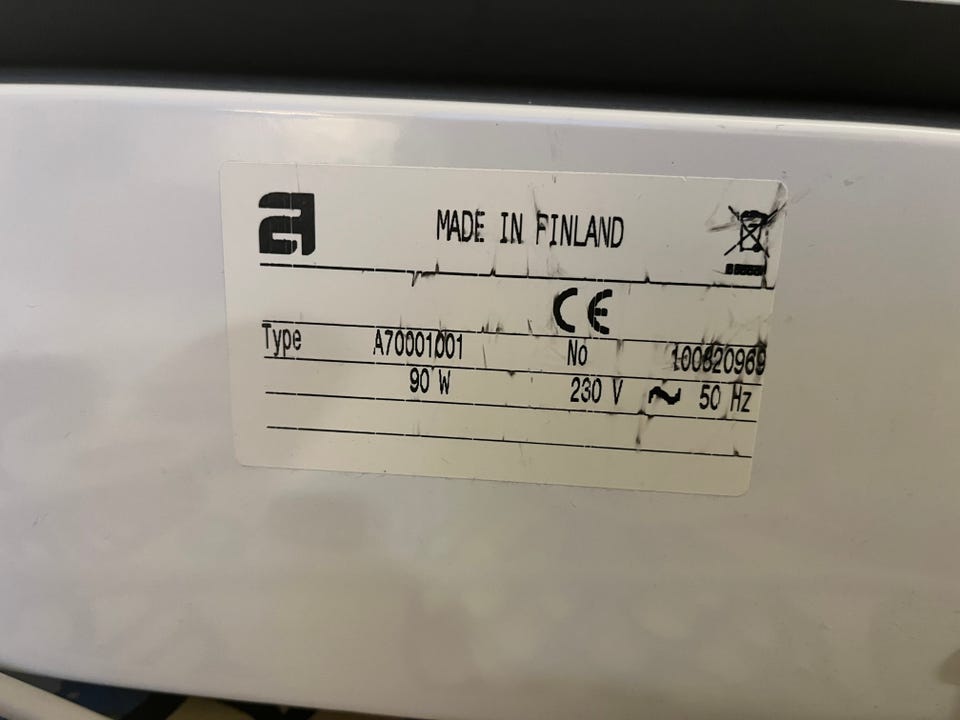 MADE IN FINLAND
CE
Type A70001001 No 100820969
90 W 230 V ~ 50 Hz